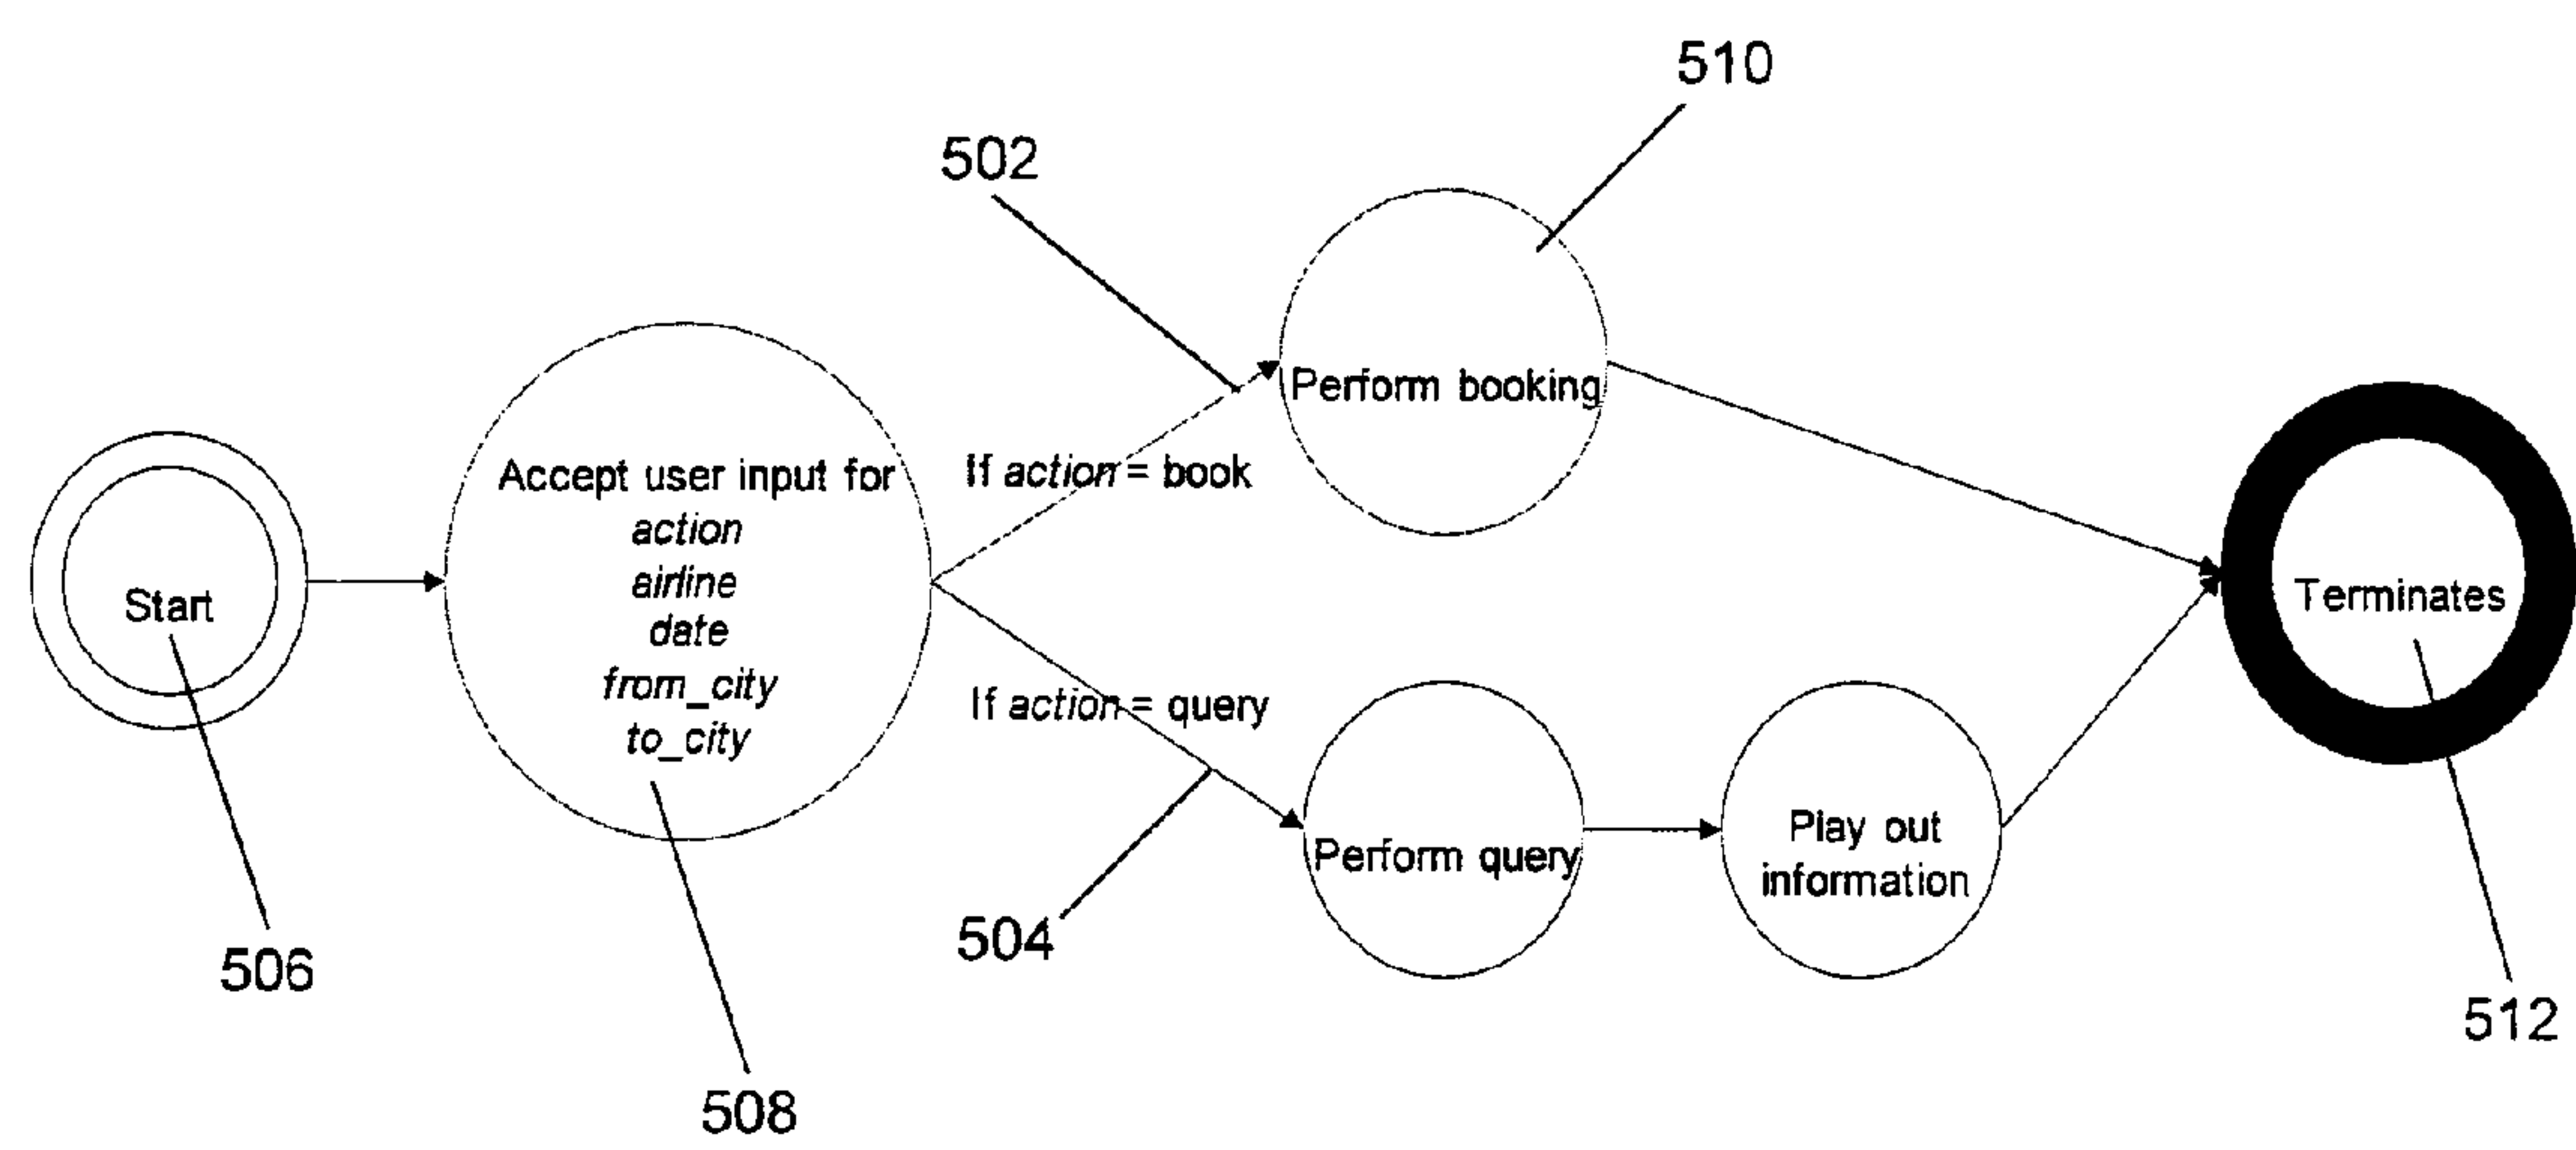 510
502
Perform booking
If action = book
Accept user input for
action
airline
date
from_city
to_city
Start
Terminates
If action = query
Perform query
Play out
information
504
506
508
512